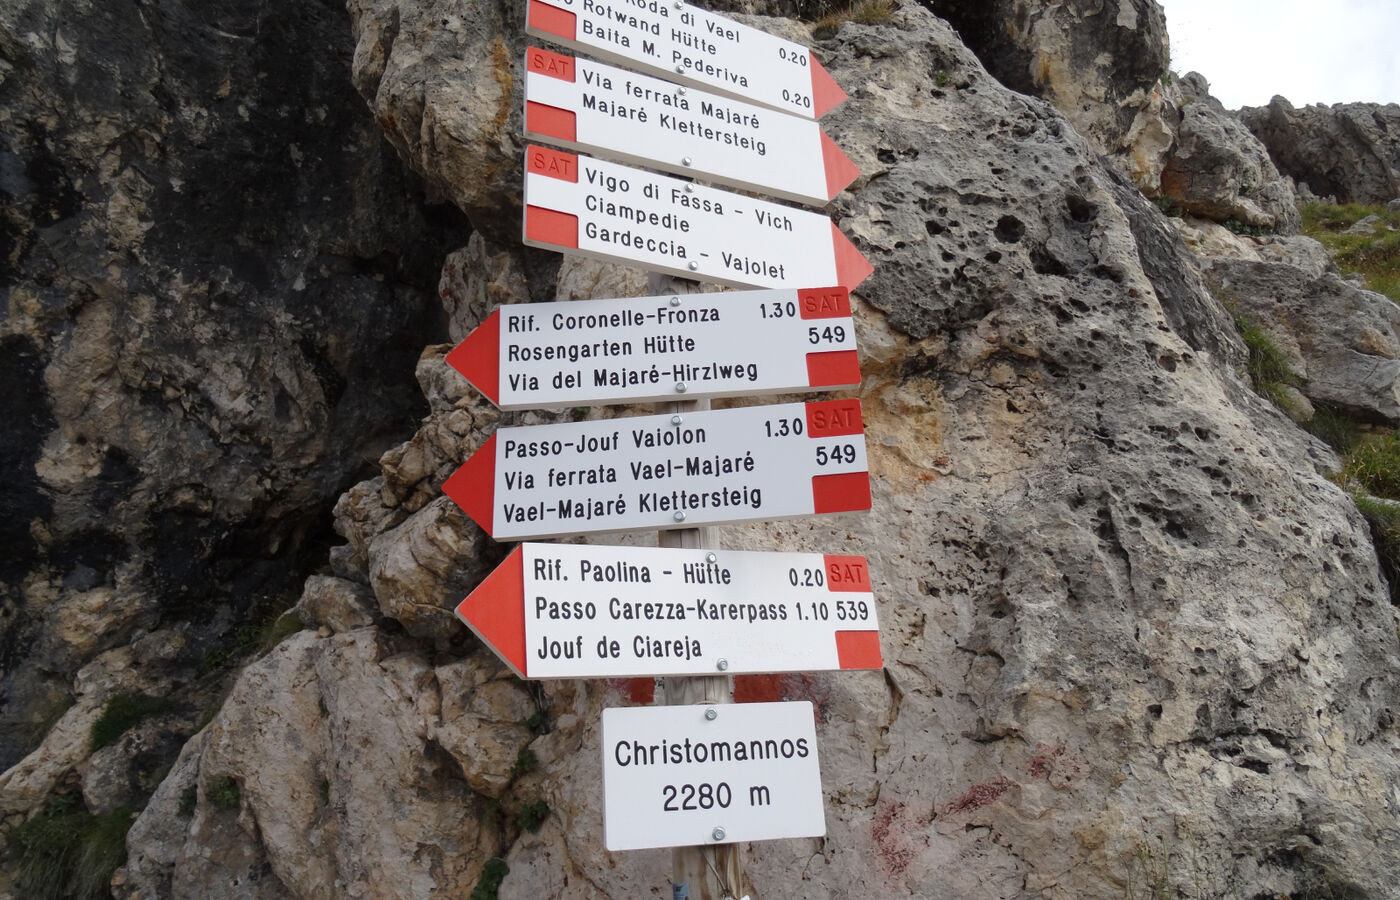 Roda di Vael
Rotwand Hütte 0.20
Baita M. Pederiva 0.20
SAT
Via ferrata Majaré
Majaré Klettersteig
SAT
Vigo di Fassa - Vich
Ciampedie
Gardeccia - Vajolet
Rif. Coronelle-Fronza 1.30 SAT
Rosengarten Hütte 549
Via del Majaré-Hirzlweg
Passo-Jouf Vaiolon 1.30 SAT
Via ferrata Vael-Majaré 549
Vael-Majaré Klettersteig
Rif. Paolina - Hütte 0.20 SAT
Passo Carezza-Karerpass 1.10 539
Jouf de Ciareja
Christomannos
2280 m